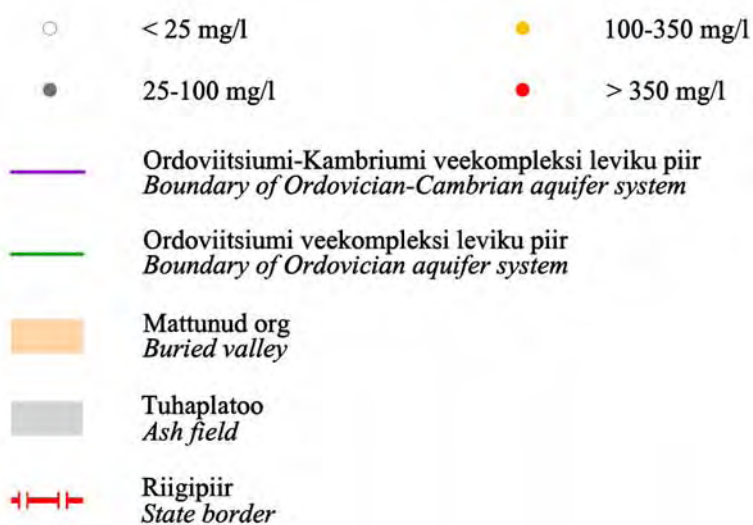 < 25 mg/l
100-350 mg/l
25-100 mg/l
> 350 mg/l
Ordoviitsiumi-Kambriumi veekompleksi leviku piir
Boundary of Ordovician-Cambrian aquifer system
Ordoviitsiumi veekompleksi leviku piir
Boundary of Ordovician aquifer system
Mattunud org
Buried valley
Tuhaplatoo
Ash field
Riigipiir
State border